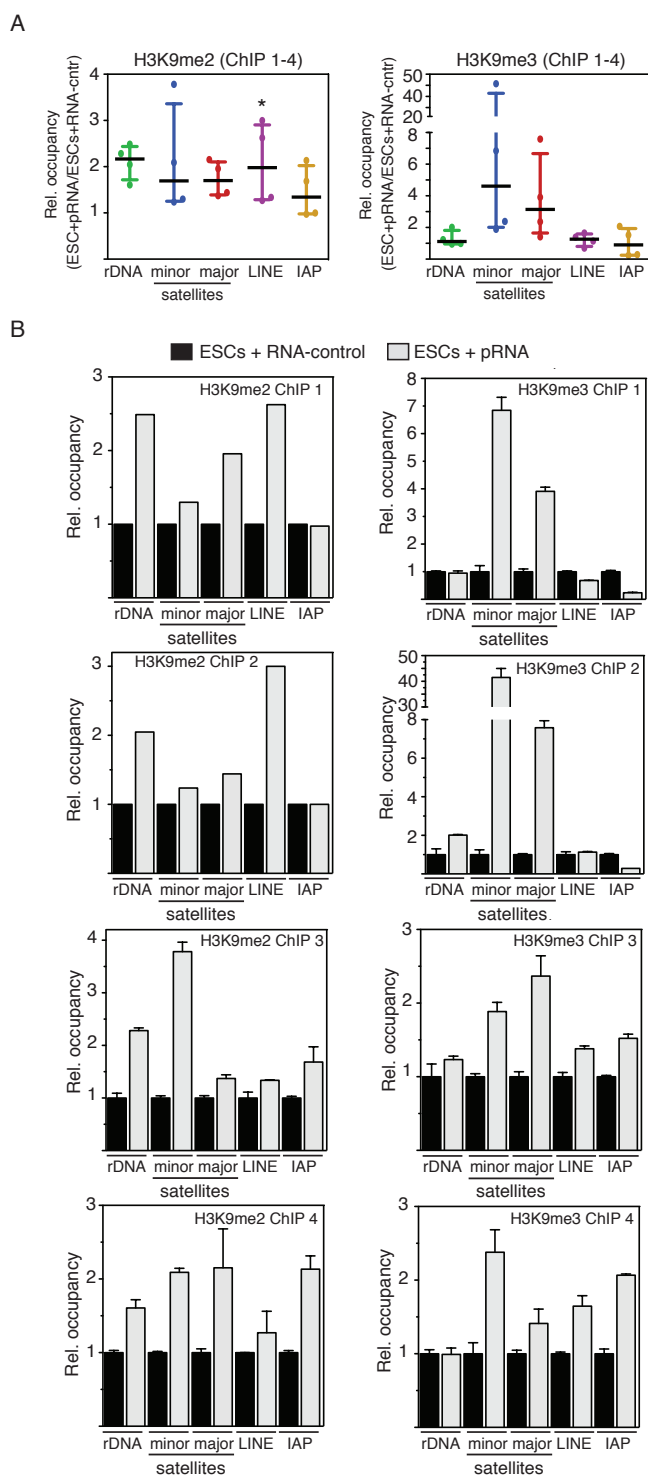 A
H3K9me2 (ChIP 1-4)
Rel. occupancy
(ESC+pRNA/ESCs+RNA-cntr)
4
3
2
1
*
rDNA minor major LINE IAP
satellites
H3K9me3 (ChIP 1-4)
Rel. occupancy
(ESC+pRNA/ESCs+RNA-cntr)
50
40
30
8
6
4
2
rDNA minor major LINE IAP
satellites
B
ESCs + RNA-control ESCs + pRNA
H3K9me2 ChIP 1
Rel. occupancy
3
2
1
rDNA minor major LINE IAP
satellites
H3K9me3 ChIP 1
Rel. occupancy
8
7
6
5
4
3
2
1
rDNA minor major LINE IAP
satellites
H3K9me2 ChIP 2
Rel. occupancy
3
2
1
rDNA minor major LINE IAP
satellites
H3K9me3 ChIP 2
Rel. occupancy
50
40
30
8
6
4
2
rDNA minor major LINE IAP
satellites.
H3K9me2 ChIP 3
Rel. occupancy
4
3
2
1
rDNA minor major LINE IAP
satellites
H3K9me3 ChIP 3
Rel. occupancy
3
2
1
rDNA minor major LINE IAP
satellites
H3K9me2 ChIP 4
Rel. occupancy
3
2
1
rDNA minor major LINE IAP
satellites
H3K9me3 ChIP 4
Rel. occupancy
3
2
1
rDNA minor major LINE IAP
satellites